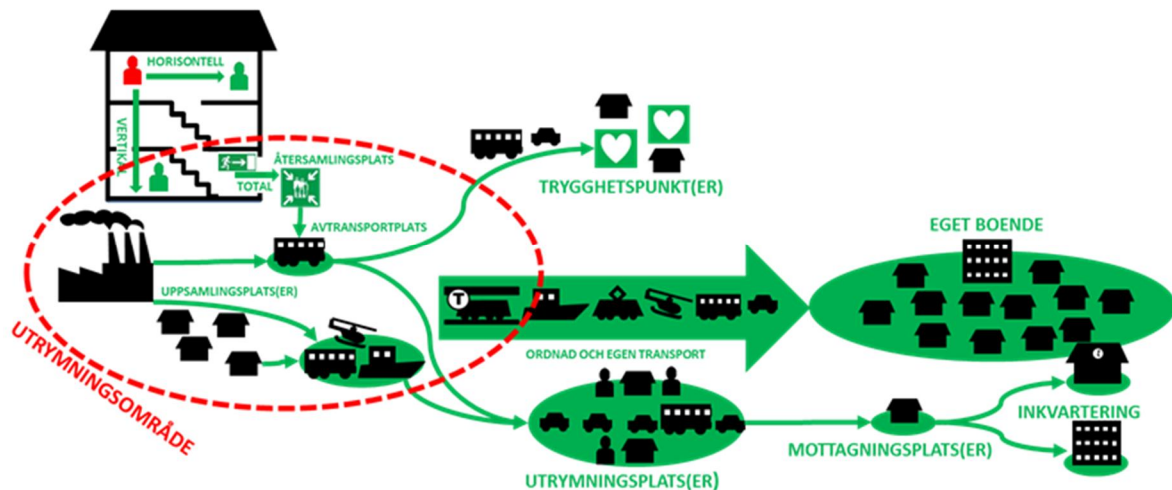 HORISONTELL
VERTIKAL
ÅTERSAMLINGSPLATS
TOTAL
AVTRANSPORTPLATS
TRYGGHETSPUNKT(ER)
EGET BOENDE
UPPSAMLINGSPLATS(ER)
T
ORDNAD OCH EGEN TRANSPORT
UTRYMNINGSOMRÅDE
INKVARTERING
MOTTAGNINGSPLATS(ER)
UTRYMNINGSPLATS(ER)